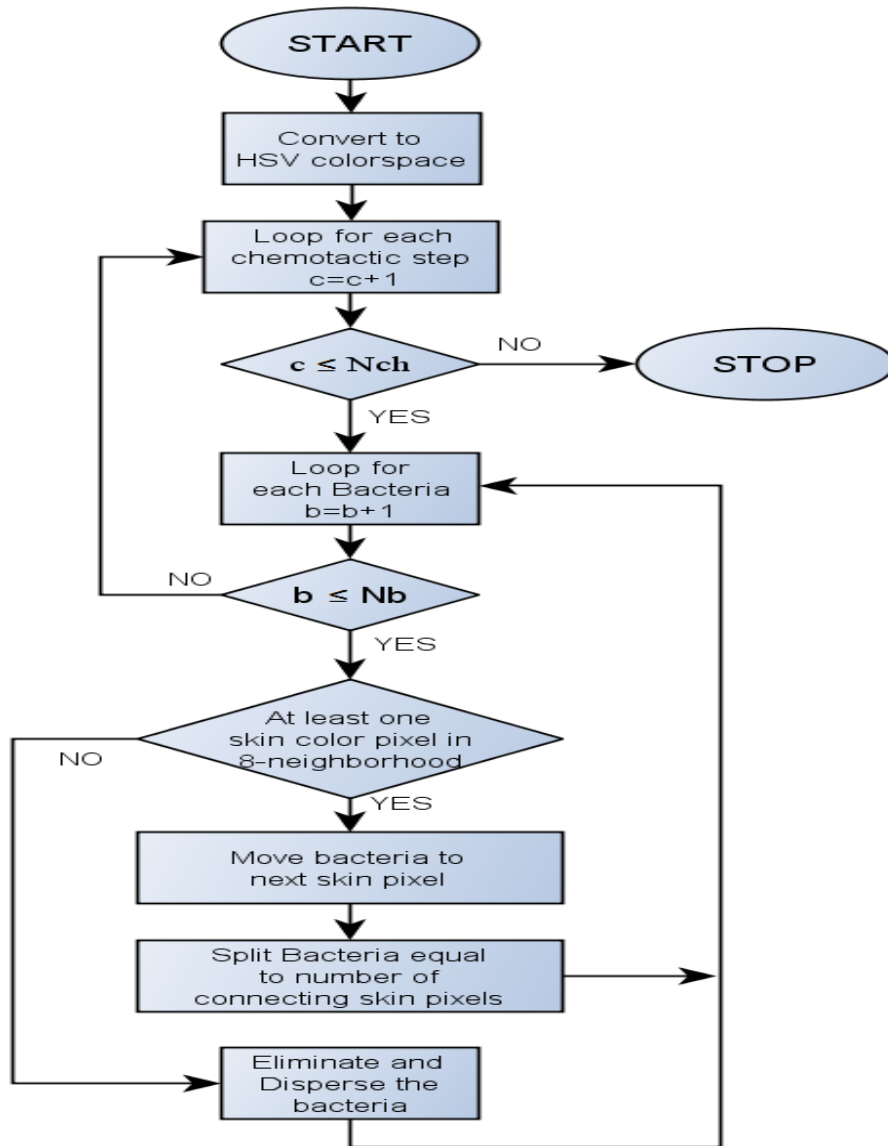 START
Convert to
HSV colorspace
Loop for each
chemotactic step
c=c+1
c ≤ Nch
NO
STOP
YES
Loop for
each Bacteria
b=b+1
NO
b ≤ Nb
YES
At least one
skin color pixel in
8-neighborhood
NO
YES
Move bacteria to
next skin pixel
Split Bacteria equal
to number of
connecting skin pixels
Eliminate and
Disperse the
bacteria